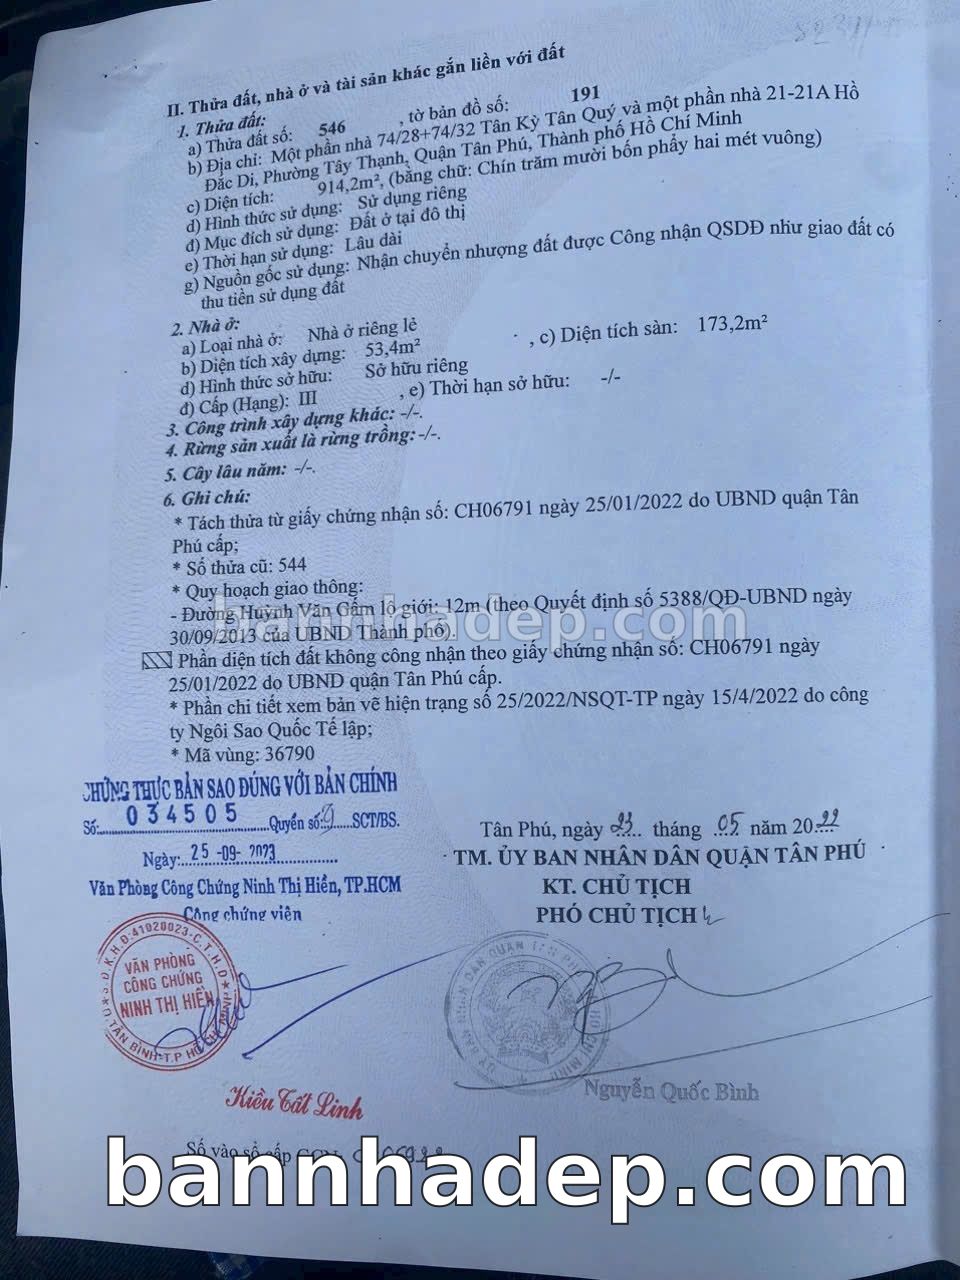 II. Thửa đất, nhà ở và tài sản khác gắn liền với đất
1. Thửa đất:
a) Thửa đất số: 546 , tờ bản đồ số: 191
b) Địa chỉ: Một phần nhà 74/28+74/32 Tân Kỳ Tân Quý và một phần nhà 21-21A Hồ
Đắc Di, Phường Tây Thạnh, Quận Tân Phú, Thành phố Hồ Chí Minh
c) Diện tích: 914,2m², (bằng chữ: Chín trăm mười bốn phẩy hai mét vuông)
d) Hình thức sử dụng: Sử dụng riêng
đ) Mục đích sử dụng: Đất ở tại đô thị
e) Thời hạn sử dụng: Lâu dài
g) Nguồn gốc sử dụng: Nhận chuyển nhượng đất được Công nhận QSDĐ như giao đất có
thu tiền sử dụng đất
2. Nhà ở:
a) Loại nhà ở: Nhà ở riêng lẻ
b) Diện tích xây dựng: 53,4m² , c) Diện tích sàn: 173,2m²
d) Hình thức sở hữu: Sở hữu riêng
đ) Cấp (Hạng): III , e) Thời hạn sở hữu: -/-
3. Công trình xây dựng khác: -/-.
4. Rừng sản xuất là rừng trồng: -/-.
5. Cây lâu năm: -/-.
6. Ghi chú:
* Tách thửa từ giấy chứng nhận số: CH06791 ngày 25/01/2022 do UBND quận Tân
Phú cấp;
* Số thửa cũ: 544
* Quy hoạch giao thông:
- Đường Huỳnh Văn Gấm lộ giới: 12m (theo Quyết định số 5388/QĐ-UBND ngày
bannhadep.com
30/09/2013 của UBND Thành phố).
Phần diện tích đất không công nhận theo giấy chứng nhận số: CH06791 ngày
25/01/2022 do UBND quận Tân Phú cấp.
* Phần chi tiết xem bản vẽ hiện trạng số 25/2022/NSQT-TP ngày 15/4/2022 do công
ty Ngôi Sao Quốc Tế lập;
* Mã vùng: 36790
CHỨNG THỰC BẢN SAO ĐÚNG VỚI BẢN CHÍNH
Số: 034505 Quyển số: 9 SCT/BS.
Ngày: 25-09-2023
Văn Phòng Công Chứng Ninh Thị Hiền, TP.HCM
Công chứng viên
Tân Phú, ngày 23 tháng 05 năm 2022
TM. ỦY BAN NHÂN DÂN QUẬN TÂN PHÚ
KT. CHỦ TỊCH
PHÓ CHỦ TỊCH
VĂN PHÒNG
CÔNG CHỨNG
NINH THỊ HIỀN
Kiều Tất Linh
Nguyễn Quốc Bình
Số vào sổ cấp GCN:
bannhadep.com